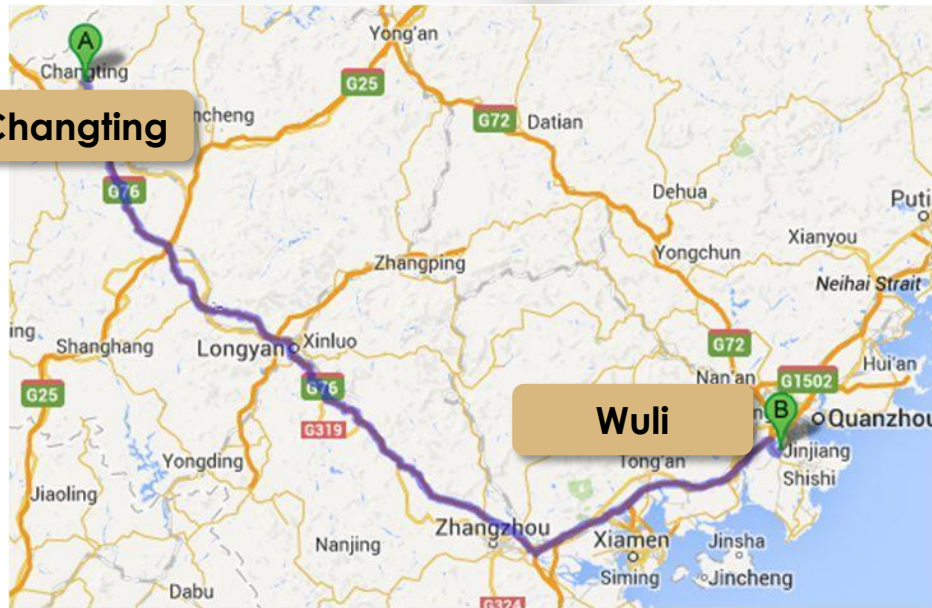 A
Yong'an
Changting
G25
Changting
ncheng
G72
Datian
G76
Dehua
Puti
Xianyou
Yongchun
Zhangping
Neihai Strait
ing
Shanghang
Longyan
Xinluo
G72
Hui'an
G25
G76
Nan'an
G1502
B
Wuli
Quanzhou
G319
Jinjiang
Yongding
Tong'an
Shishi
Jiaoling
Zhangzhou
Nanjing
Xiamen
Jinsha
Siming
Jincheng
Dabu
G324